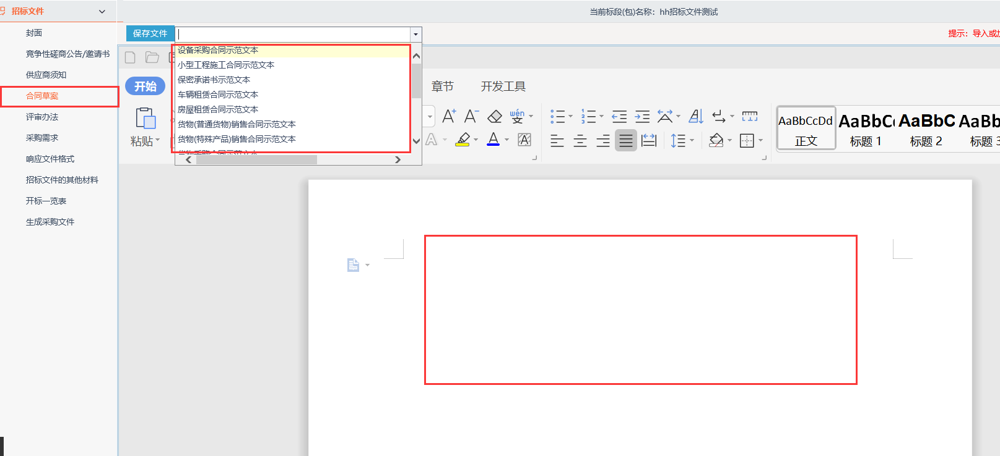 招标文件
当前标段(包)名称：hh招标文件测试
封面
竞争性磋商公告/邀请书
供应商须知
合同草案
评审办法
采购需求
响应文件格式
招标文件的其他材料
开标一览表
生成采购文件
保存文件
提示：导入或
设备采购合同示范文本
小型工程施工合同示范文本
保密承诺书示范文本
车辆租赁合同示范文本
房屋租赁合同示范文本
货物(普通货物)销售合同示范文本
货物(特殊产品)销售合同示范文本
开始
章节
开发工具
粘贴
wén
变
AaBbCcDd
正文
AaBbC
标题 1
AaBbC
标题 2
AaBb
标题 3